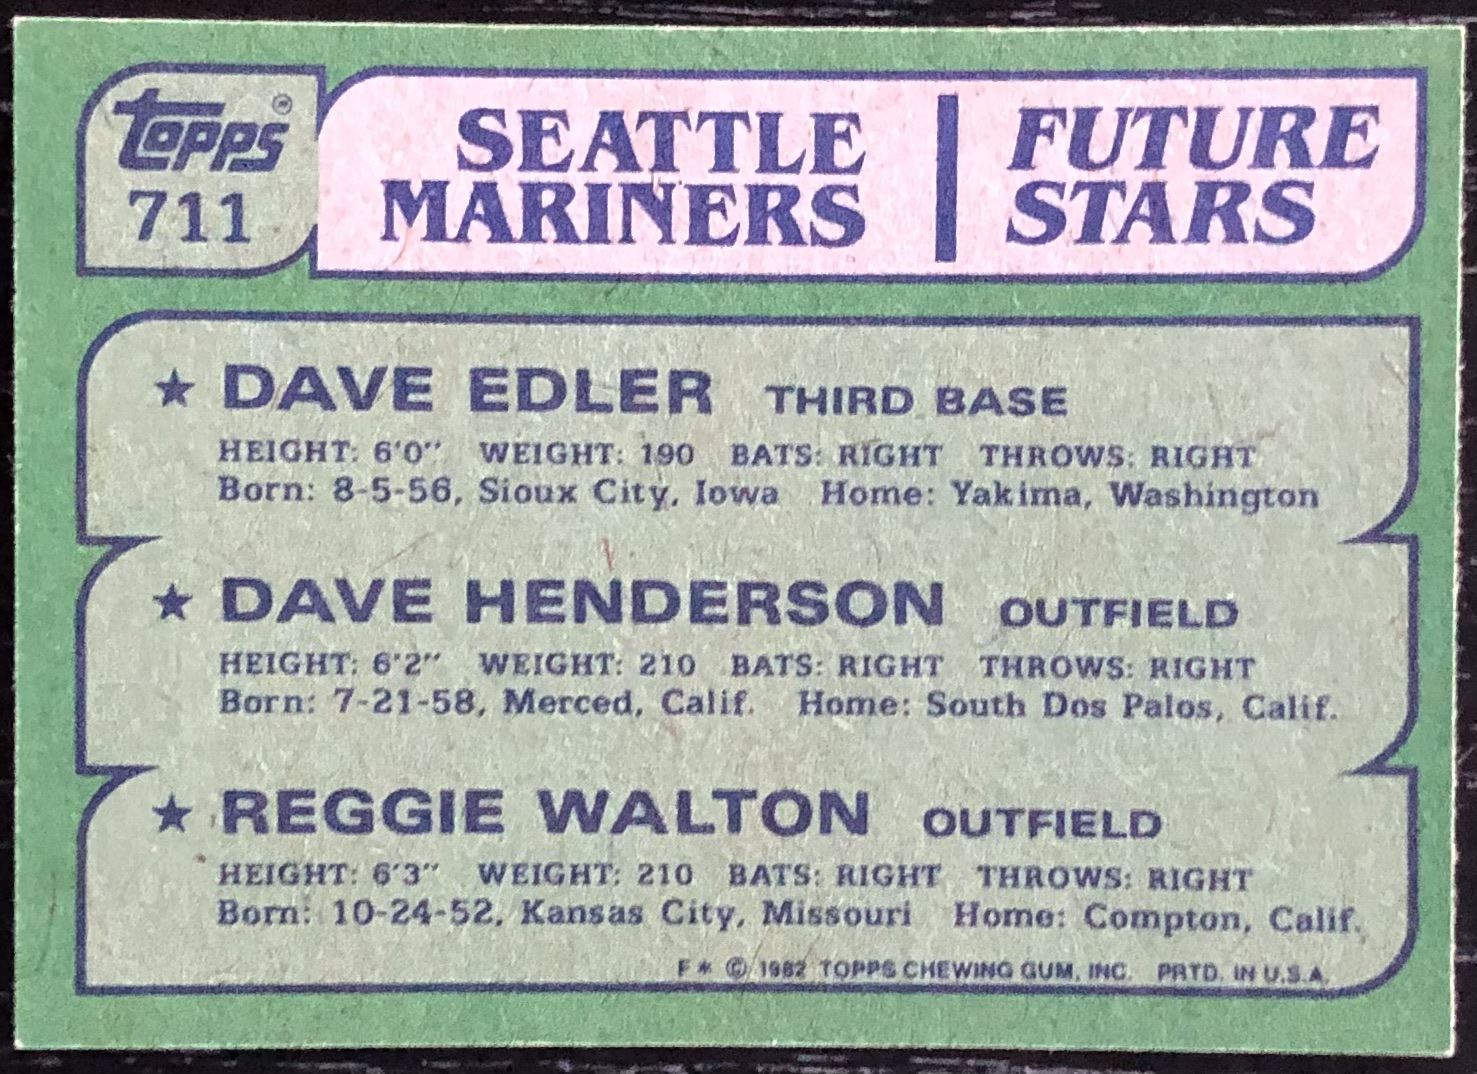 topps ®
711
SEATTLE
MARINERS
FUTURE
STARS
★ DAVE EDLER THIRD BASE
HEIGHT: 6'0" WEIGHT: 190 BATS: RIGHT THROWS: RIGHT
Born: 8-5-56, Sioux City, Iowa Home: Yakima, Washington
★ DAVE HENDERSON OUTFIELD
HEIGHT: 6'2" WEIGHT: 210 BATS: RIGHT THROWS: RIGHT
Born: 7-21-58, Merced, Calif. Home: South Dos Palos, Calif.
★ REGGIE WALTON OUTFIELD
HEIGHT: 6'3" WEIGHT: 210 BATS: RIGHT THROWS: RIGHT
Born: 10-24-52, Kansas City, Missouri Home: Compton, Calif.
F* © 1982 TOPPS CHEWING GUM, INC. PRTD. IN U.S.A.